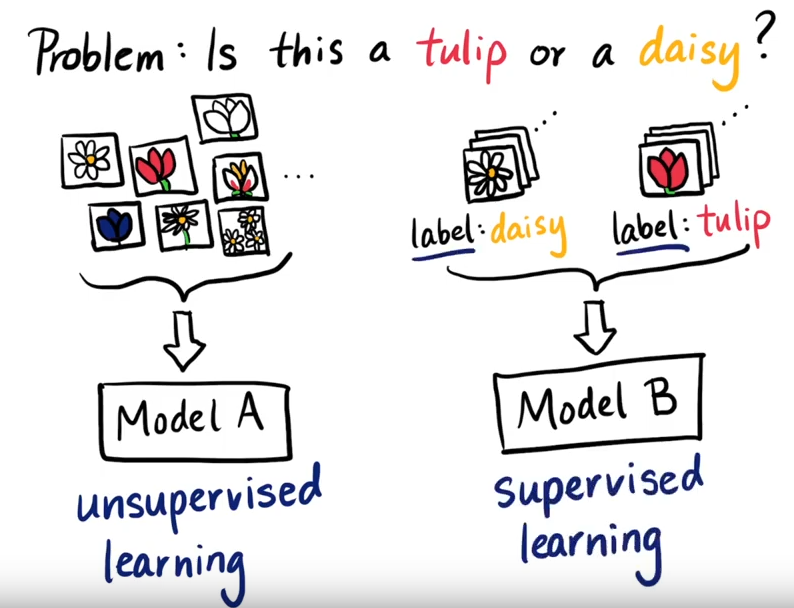 Problem: Is this a tulip or a daisy?
...
...
...
label: daisy
label: tulip
Model A
Model B
unsupervised
learning
supervised
learning